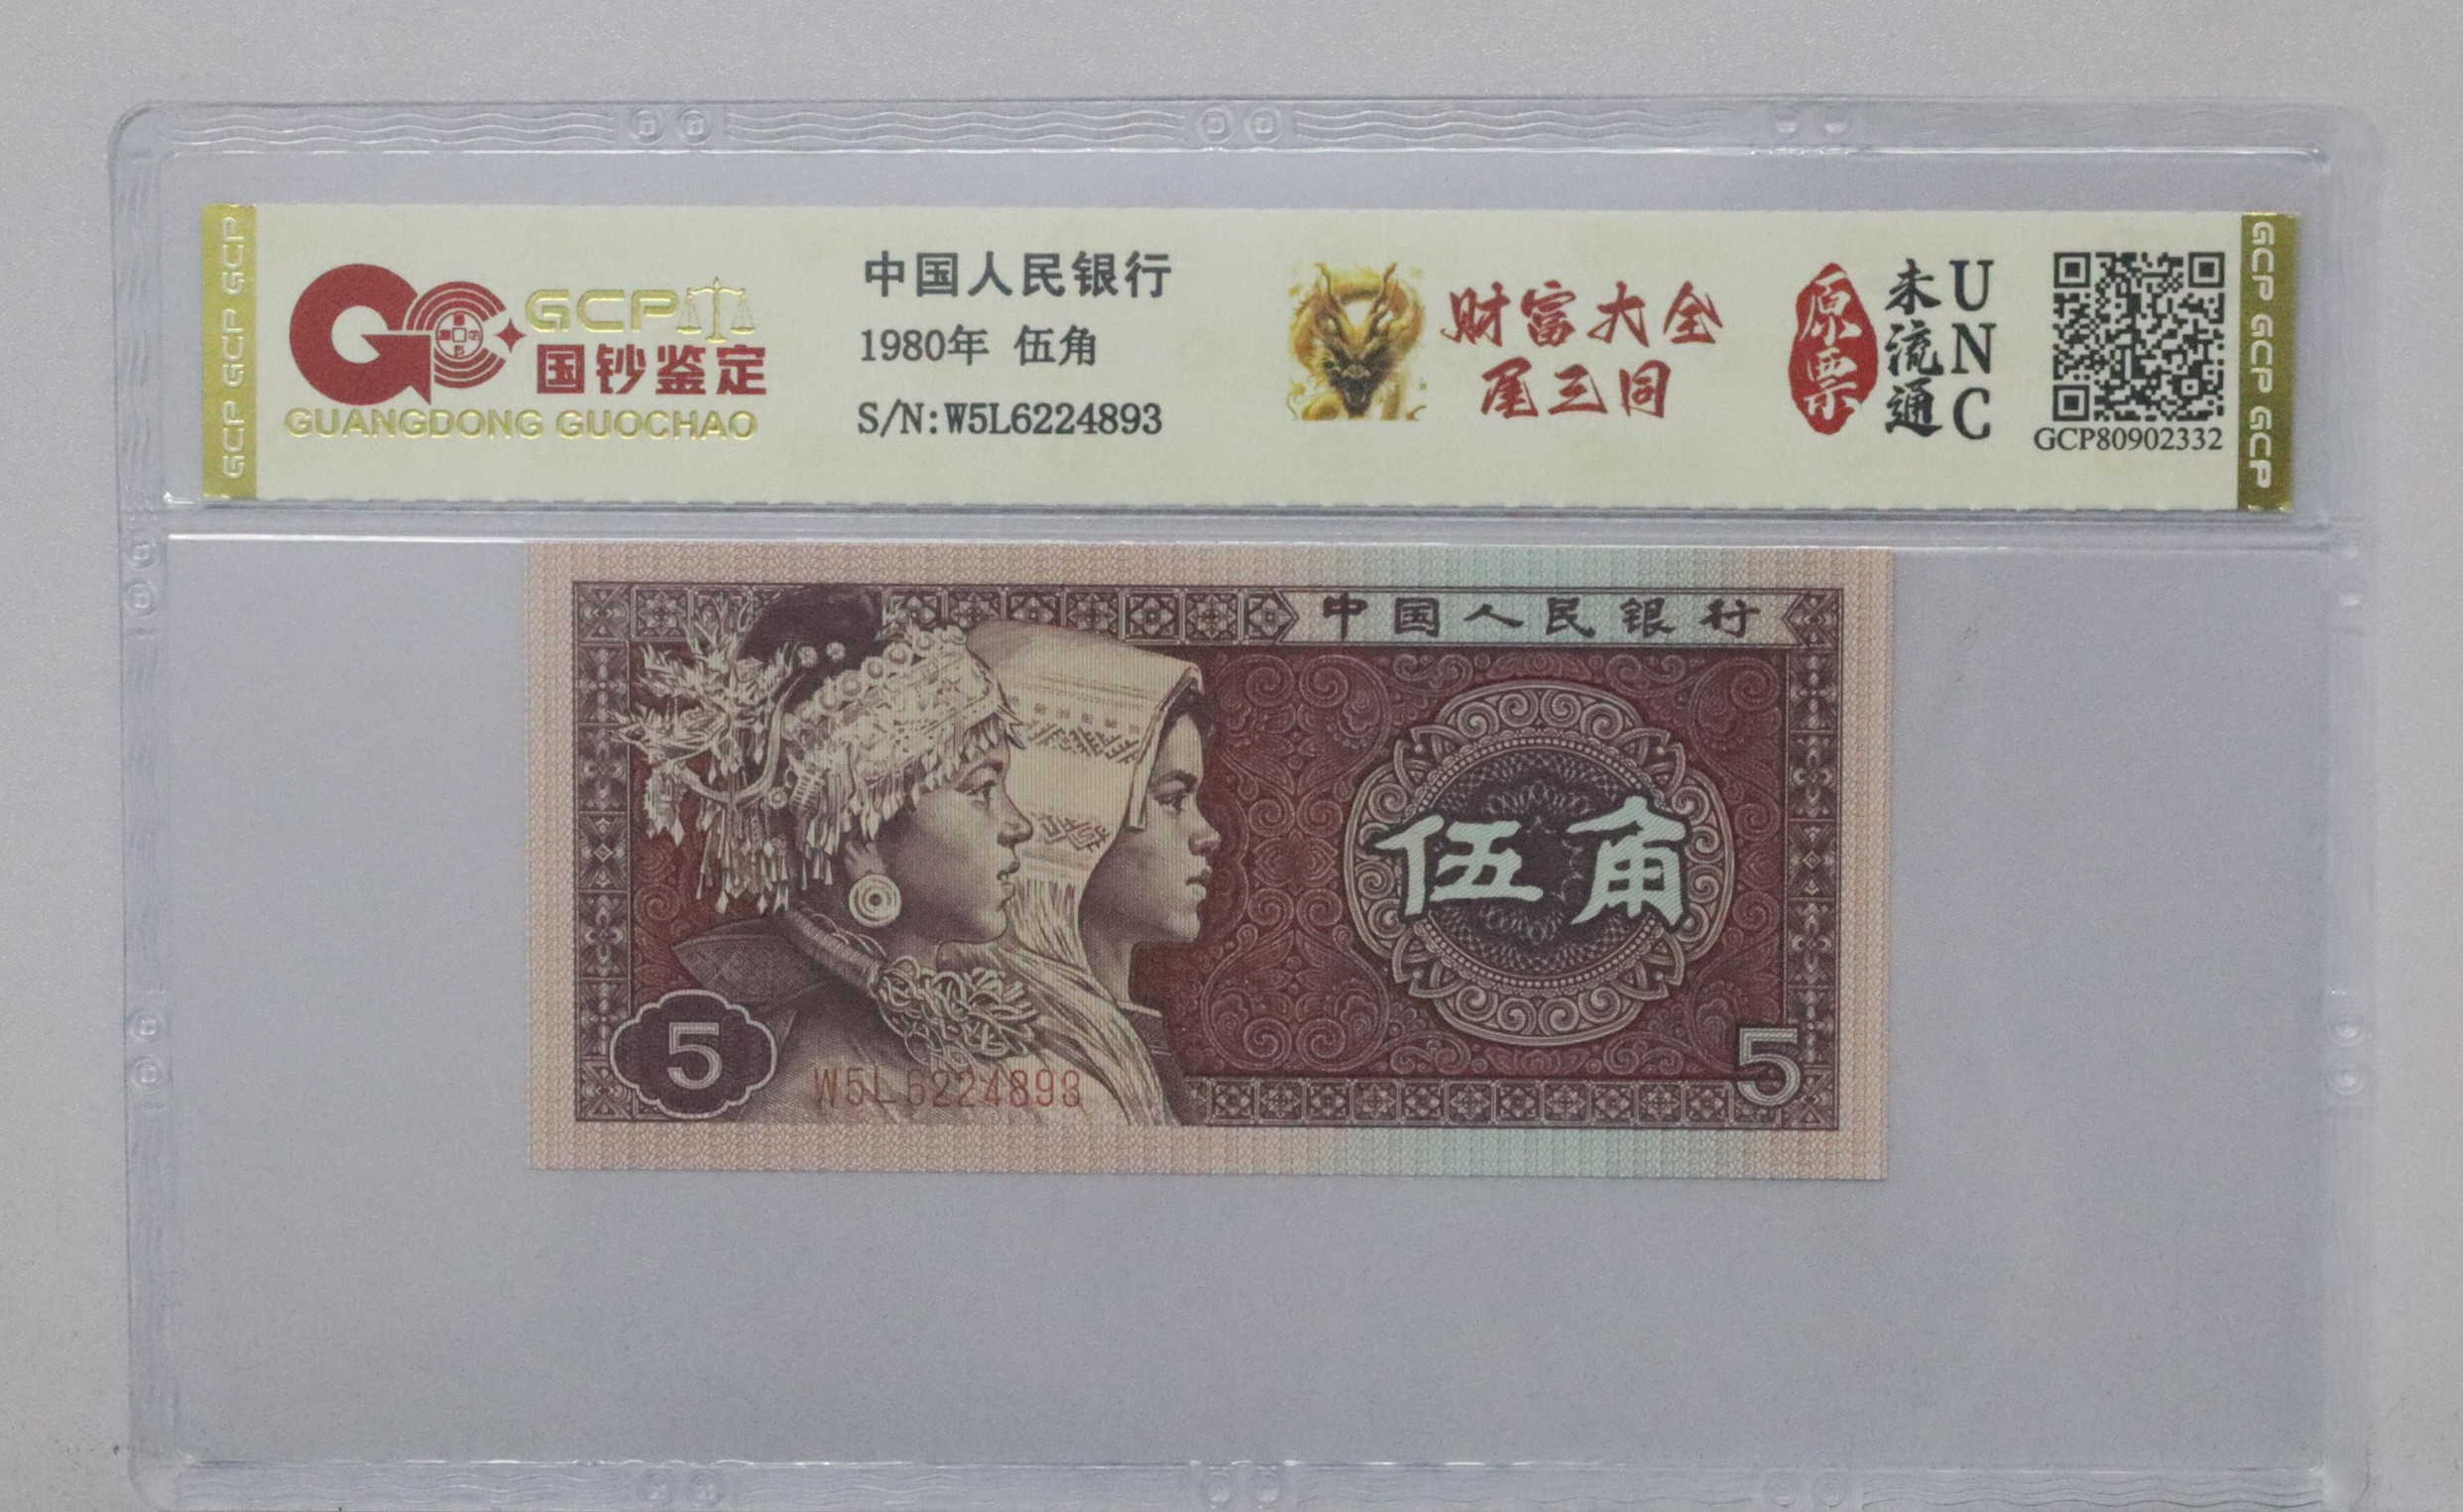 GCP GCP GCP
GCP
国钞鉴定
GUANGDONG GUOCHAO
中国人民银行
1980年 伍角
S/N:W5L6224893
财富大全
尾三同
原票
未流通
UNC
GCP80902332
GCP GCP GCP
中国人民银行
伍角
5
W5L6224893
5